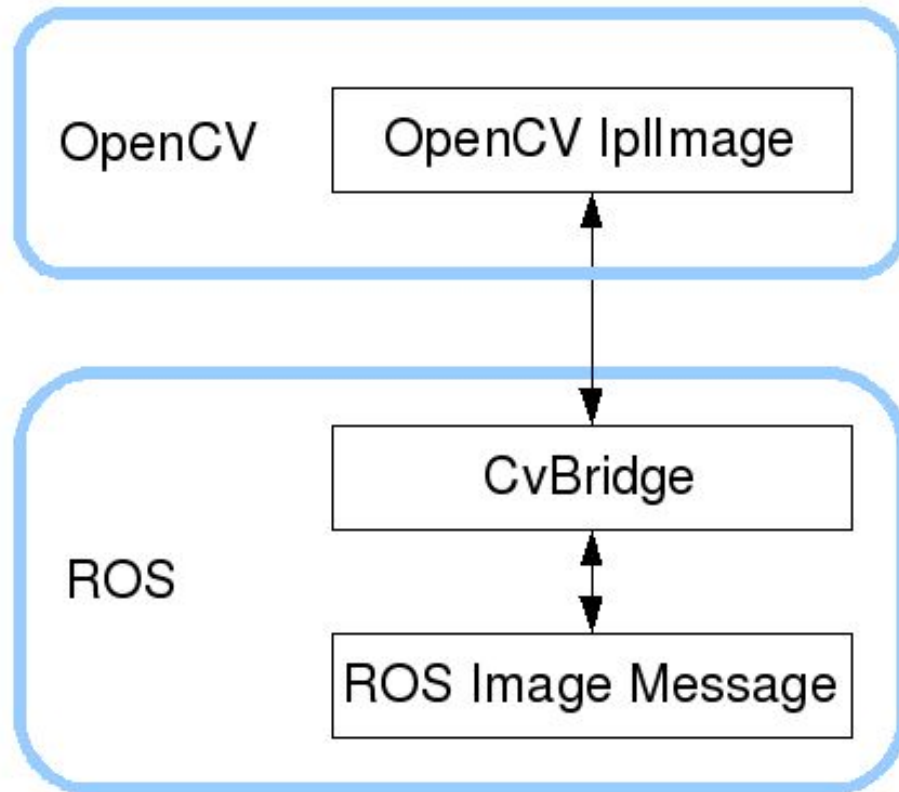 OpenCV
OpenCV IplImage
CvBridge
ROS
ROS Image Message